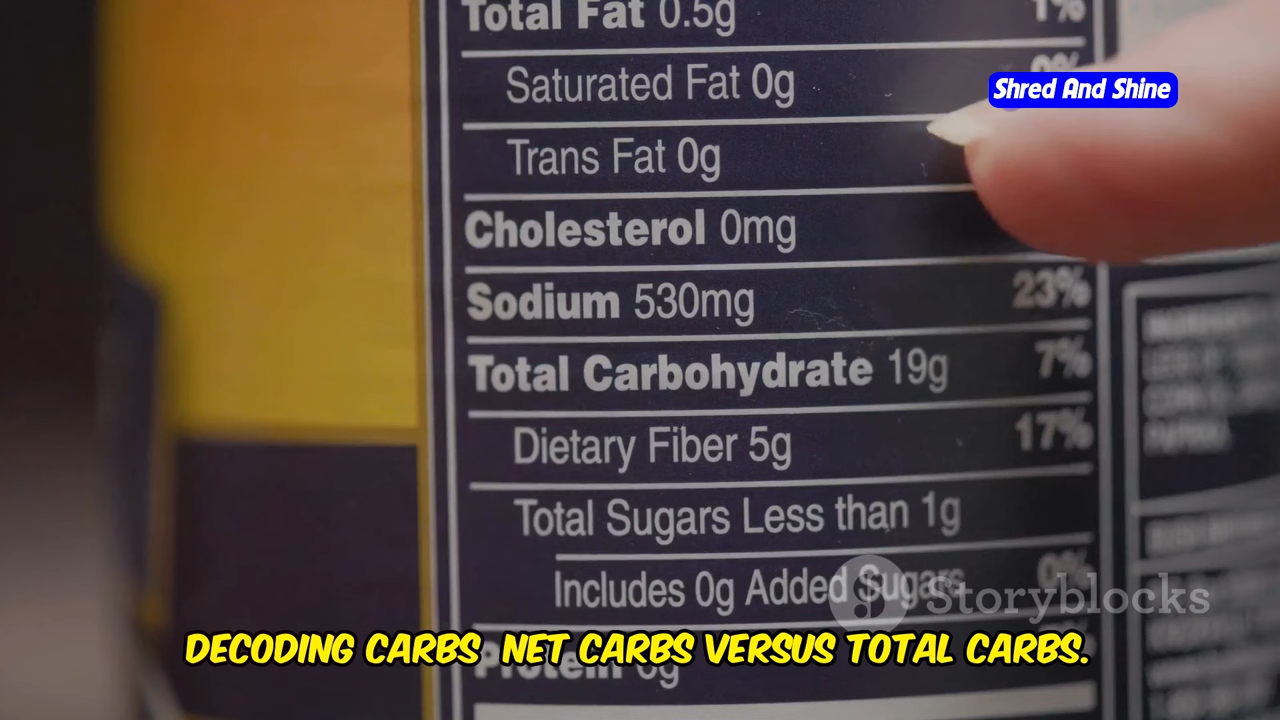 Total Fat 0.5g 1%
Saturated Fat 0g 0%
Shred And Shine
Trans Fat 0g
Cholesterol 0mg
Sodium 530mg 23%
Total Carbohydrate 19g 7%
Dietary Fiber 5g 17%
Total Sugars Less than 1g
Includes 0g Added Sugars 0%
Storyblocks
DECODING CARBS NET CARBS VERSUS TOTAL CARBS.
Protein